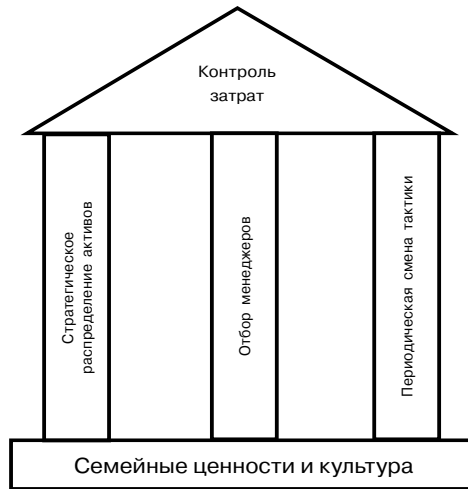 Контроль
затрат
Стратегическое
распределение активов
Отбор менеджеров
Периодическая смена тактики
Семейные ценности и культура